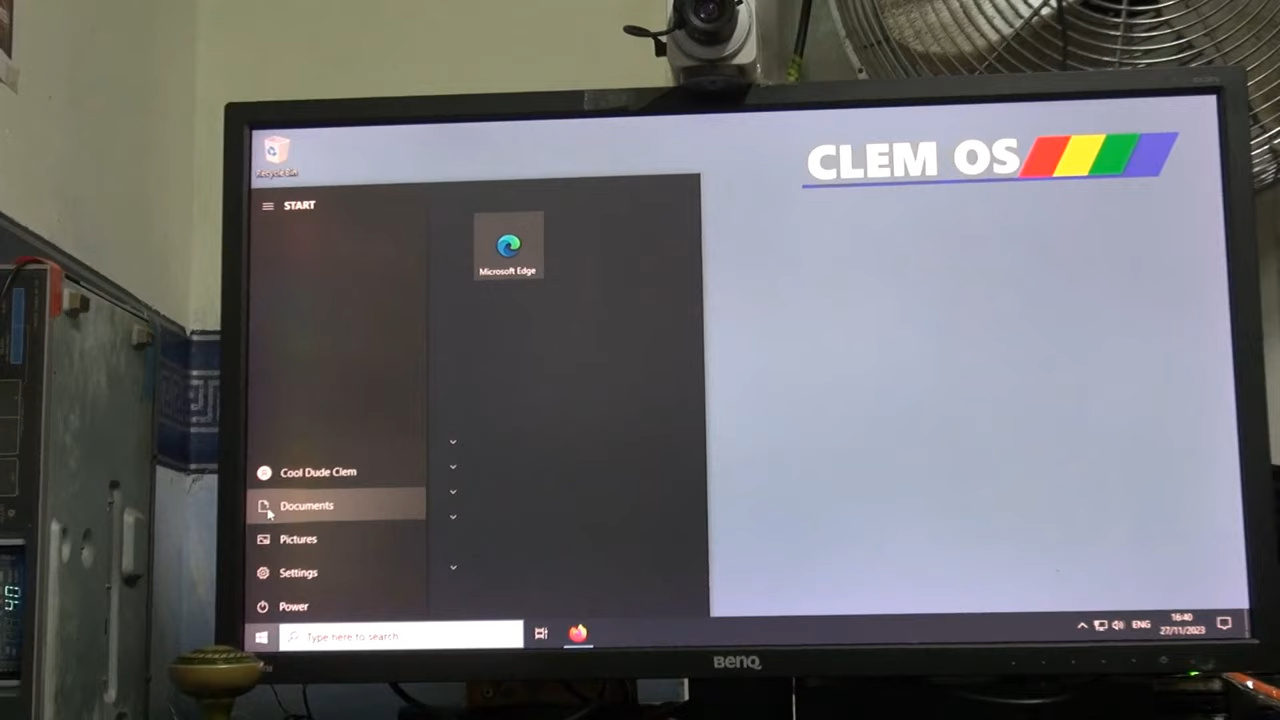 Recycle Bin
CLEM OS
START
Microsoft Edge
Cool Dude Clem
Documents
Pictures
Settings
Power
Type here to search
ENG
16:40
27/11/2023
BenQ
40